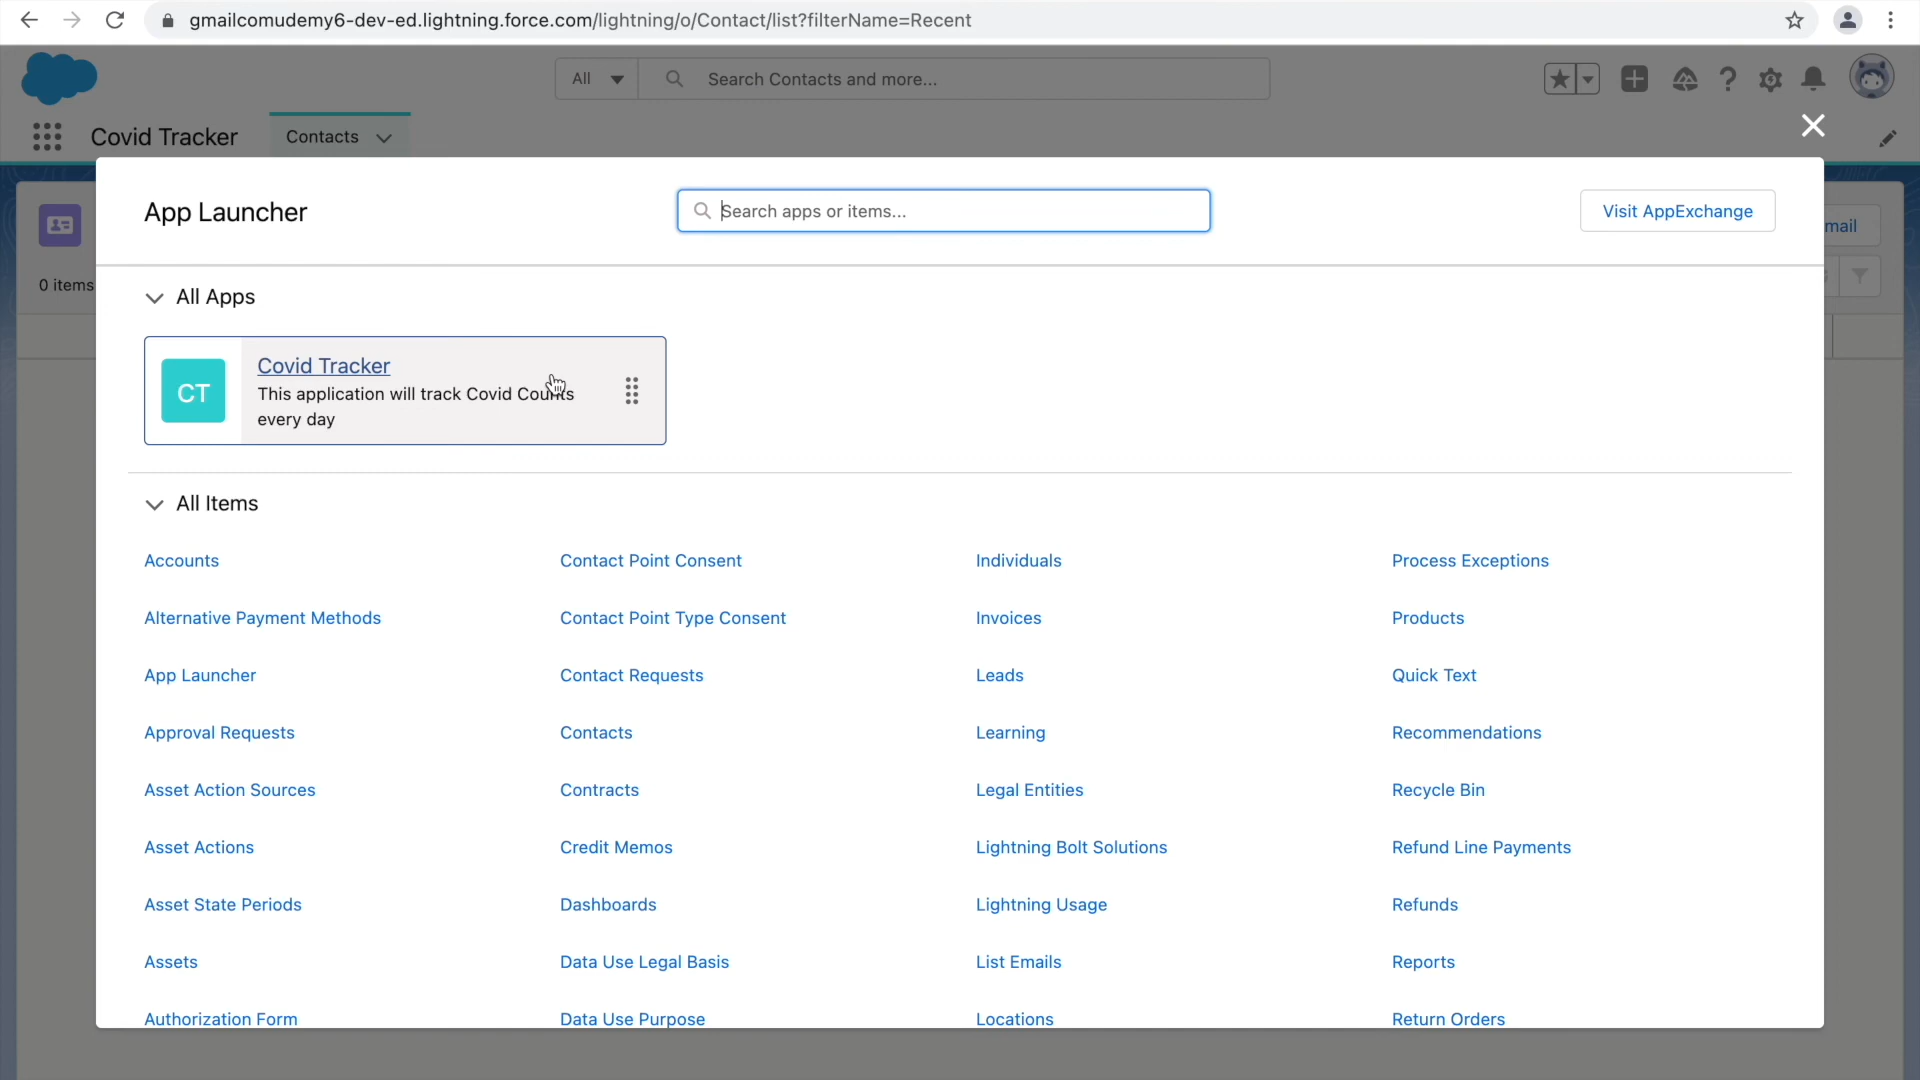 gmailcomudemy6-dev-ed.lightning.force.com/lightning/o/Contact/list?filterName=Recent
All
Search Contacts and more...
Covid Tracker
Contacts
App Launcher
Search apps or items...
Visit AppExchange
mail
0 items
All Apps
CT
Covid Tracker
This application will track Covid Counts
every day
All Items
Accounts
Contact Point Consent
Individuals
Process Exceptions
Alternative Payment Methods
Contact Point Type Consent
Invoices
Products
App Launcher
Contact Requests
Leads
Quick Text
Approval Requests
Contacts
Learning
Recommendations
Asset Action Sources
Contracts
Legal Entities
Recycle Bin
Asset Actions
Credit Memos
Lightning Bolt Solutions
Refund Line Payments
Asset State Periods
Dashboards
Lightning Usage
Refunds
Assets
Data Use Legal Basis
List Emails
Reports
Authorization Form
Data Use Purpose
Locations
Return Orders